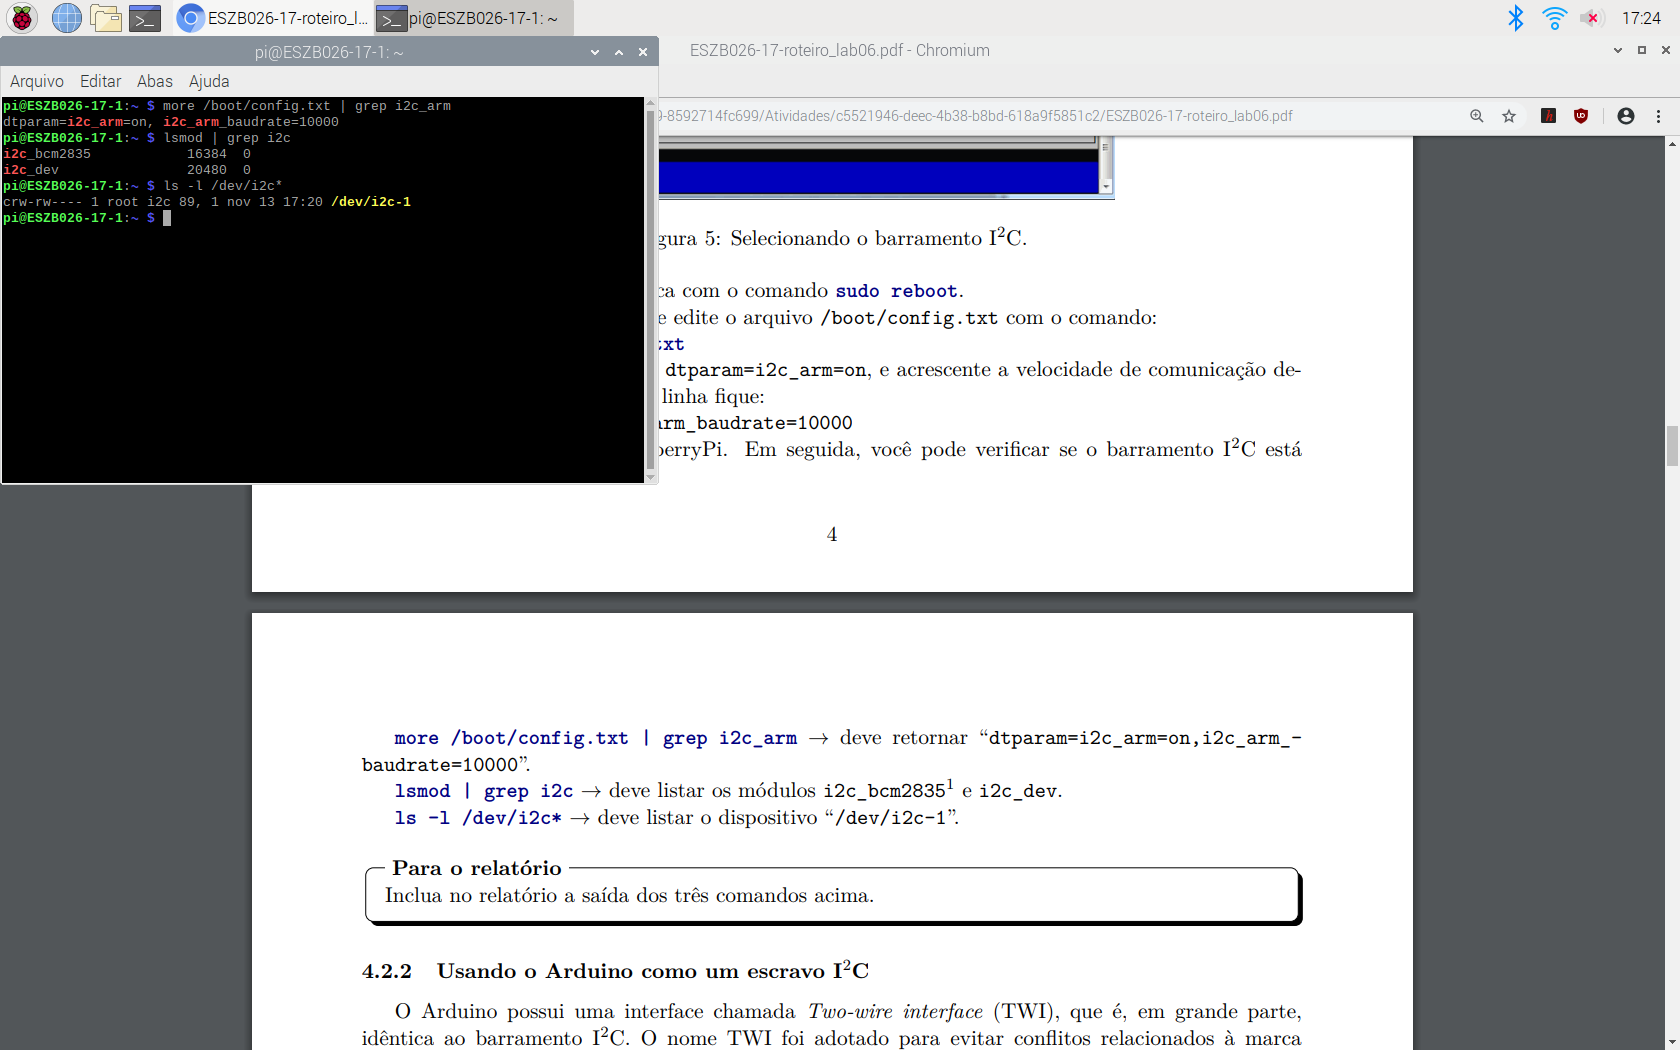 ESZB026-17-roteiro_l...
pi@ESZB026-17-1: ~
17:24
pi@ESZB026-17-1: ~
ESZB026-17-roteiro_lab06.pdf - Chromium
Arquivo Editar Abas Ajuda
9-8592714fc699/Atividades/c5521946-deec-4b38-b8bd-618a9f5851c2/ESZB026-17-roteiro_lab06.pdf
pi@ESZB026-17-1:~ $ more /boot/config.txt | grep i2c_arm
dtparam=i2c_arm=on, i2c_arm_baudrate=10000
pi@ESZB026-17-1:~ $ lsmod | grep i2c
i2c_bcm2835 16384 0
i2c_dev 20480 0
pi@ESZB026-17-1:~ $ ls -l /dev/i2c*
crw-rw---- 1 root i2c 89, 1 nov 13 17:20 /dev/i2c-1
pi@ESZB026-17-1:~ $
gura 5: Selecionando o barramento I²C.
ca com o comando sudo reboot.
e edite o arquivo /boot/config.txt com o comando:
txt
dtparam=i2c_arm=on, e acrescente a velocidade de comunicação de-
linha fique:
arm_baudrate=10000
berryPi. Em seguida, você pode verificar se o barramento I²C está
4
more /boot/config.txt | grep i2c_arm → deve retornar “dtparam=i2c_arm=on,i2c_arm_-
baudrate=10000”.
lsmod | grep i2c → deve listar os módulos i2c_bcm2835¹ e i2c_dev.
ls -l /dev/i2c* → deve listar o dispositivo “/dev/i2c-1”.
Para o relatório
Inclua no relatório a saída dos três comandos acima.
4.2.2 Usando o Arduino como um escravo I²C
O Arduino possui uma interface chamada Two-wire interface (TWI), que é, em grande parte,
idêntica ao barramento I²C. O nome TWI foi adotado para evitar conflitos relacionados à marca